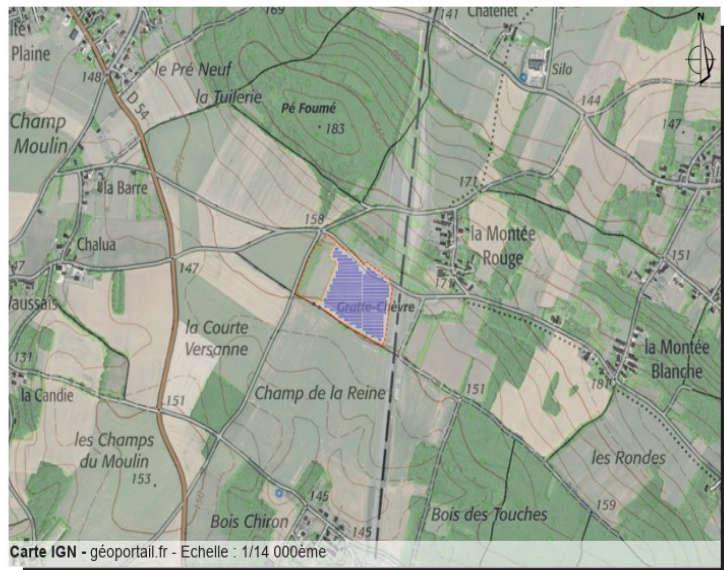 169
141
Chatenet
N
Plaine
148
le Pré Neuf
la Tuilerie
D 54
Pé Foumé
183
Silo
144
147
Champ
Moulin
la Barre
171
158
Chalua
la Montée
Rouge
147
171
151
Gratte-Chèvre
la Courte
Versanne
131
la Candie
151
Champ de la Reine
151
181
la Montée
Blanche
les Champs
du Moulin
153
les Rondes
159
145
Bois Chiron
145
Bois des Touches
Carte IGN - géoportail.fr - Echelle : 1/14 000ème